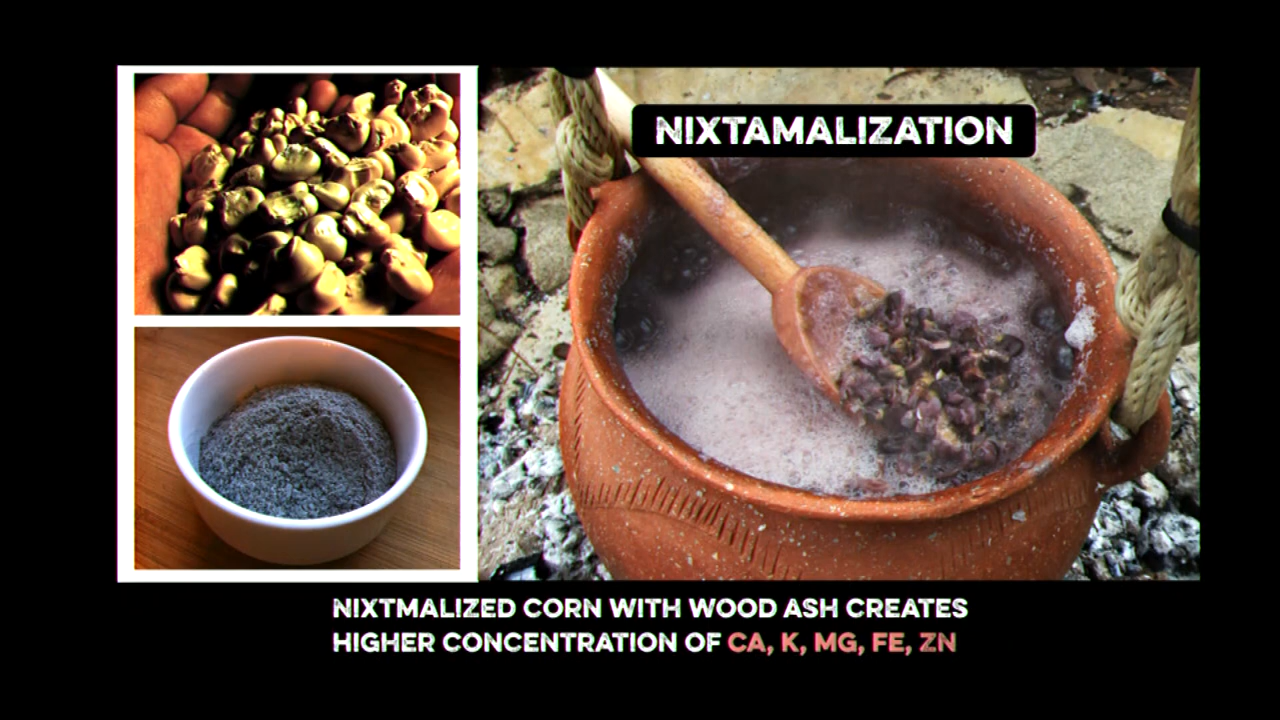 NIXTAMALIZATION
NIXTMALIZED CORN WITH WOOD ASH CREATES
HIGHER CONCENTRATION OF CA, K, MG, FE, ZN